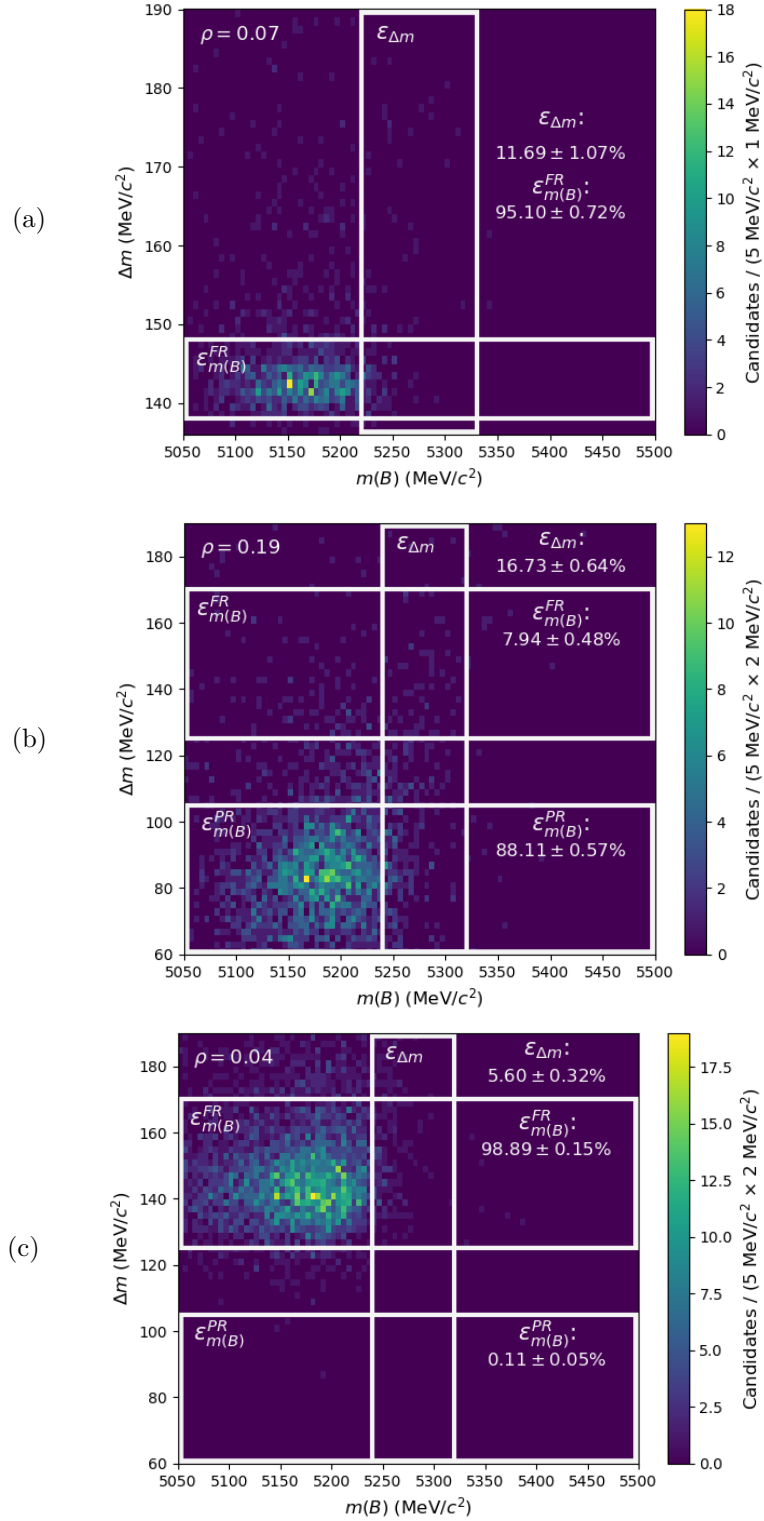 (a)
190
180
170
160
150
140
Δm (MeV/c²)
ρ = 0.07
ε_Δm
ε_Δm:
11.69 ± 1.07%
ε^FR_m(B):
95.10 ± 0.72%
ε^FR_m(B)
5050 5100 5150 5200 5250 5300 5350 5400 5450 5500
m(B) (MeV/c²)
18
16
14
12
10
8
6
4
2
0
Candidates / (5 MeV/c² × 1 MeV/c²)
(b)
180
160
140
120
100
80
60
Δm (MeV/c²)
ρ = 0.19
ε_Δm
ε_Δm:
16.73 ± 0.64%
ε^FR_m(B)
ε^FR_m(B):
7.94 ± 0.48%
ε^PR_m(B)
ε^PR_m(B):
88.11 ± 0.57%
5050 5100 5150 5200 5250 5300 5350 5400 5450 5500
m(B) (MeV/c²)
12
10
8
6
4
2
0
Candidates / (5 MeV/c² × 2 MeV/c²)
(c)
180
160
140
120
100
80
60
Δm (MeV/c²)
ρ = 0.04
ε_Δm
ε_Δm:
5.60 ± 0.32%
ε^FR_m(B)
ε^FR_m(B):
98.89 ± 0.15%
ε^PR_m(B)
ε^PR_m(B):
0.11 ± 0.05%
5050 5100 5150 5200 5250 5300 5350 5400 5450 5500
m(B) (MeV/c²)
17.5
15.0
12.5
10.0
7.5
5.0
2.5
0.0
Candidates / (5 MeV/c² × 2 MeV/c²)